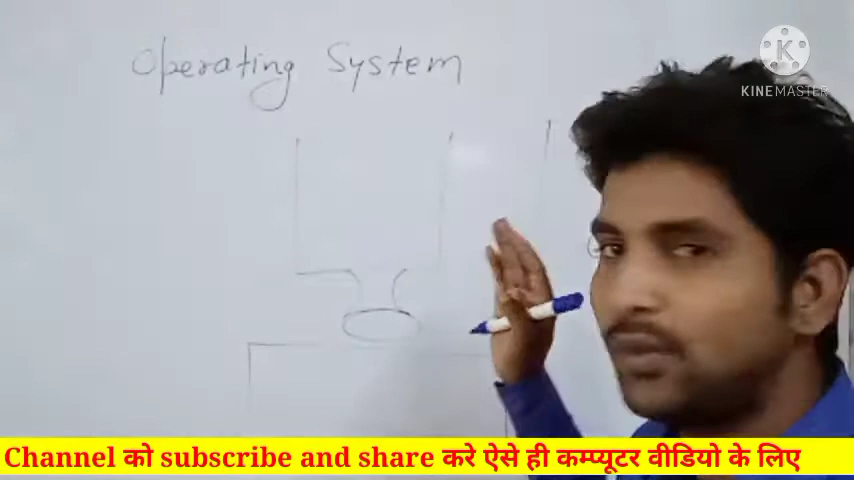 Operating System
KINEMASTER
Channel को subscribe and share करे ऐसे ही कम्प्यूटर वीडियो के लिए